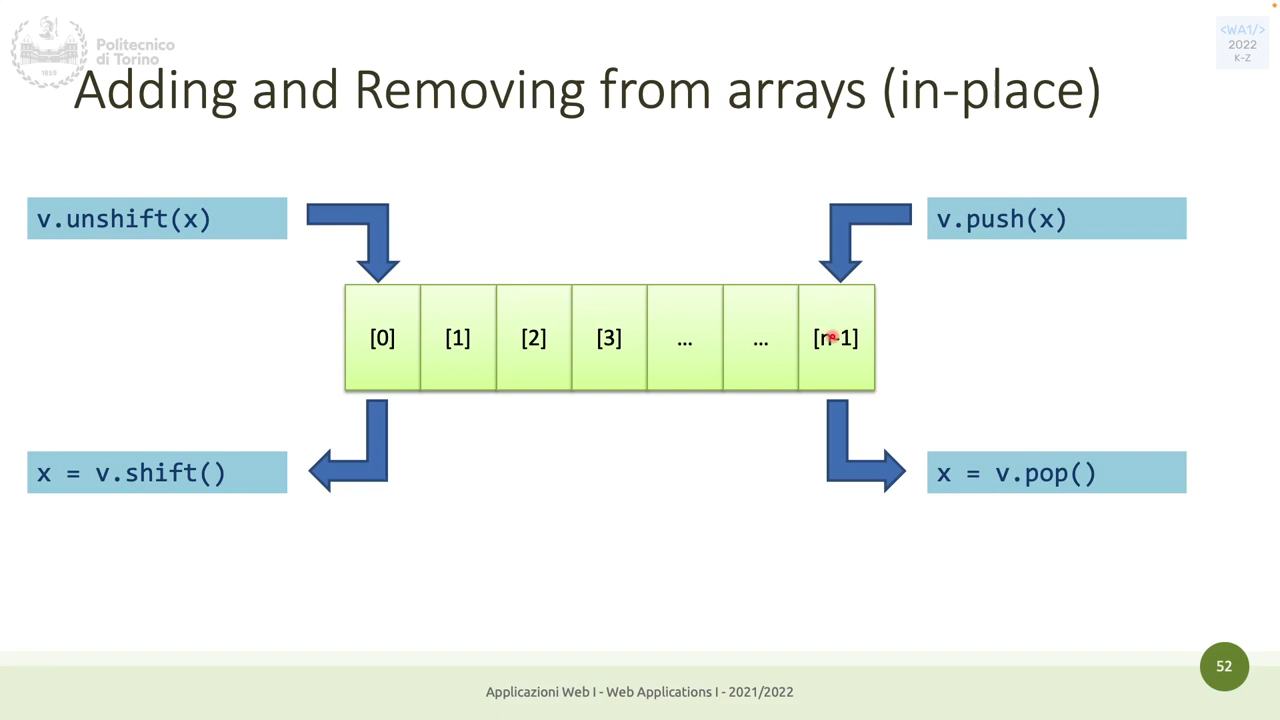 Politecnico
di Torino
1859
<WA1/>
2022
K-Z
Adding and Removing from arrays (in-place)
v.unshift(x)
v.push(x)
[0] [1] [2] [3] ... ... [n-1]
x = v.shift()
x = v.pop()
52
Applicazioni Web I - Web Applications I - 2021/2022